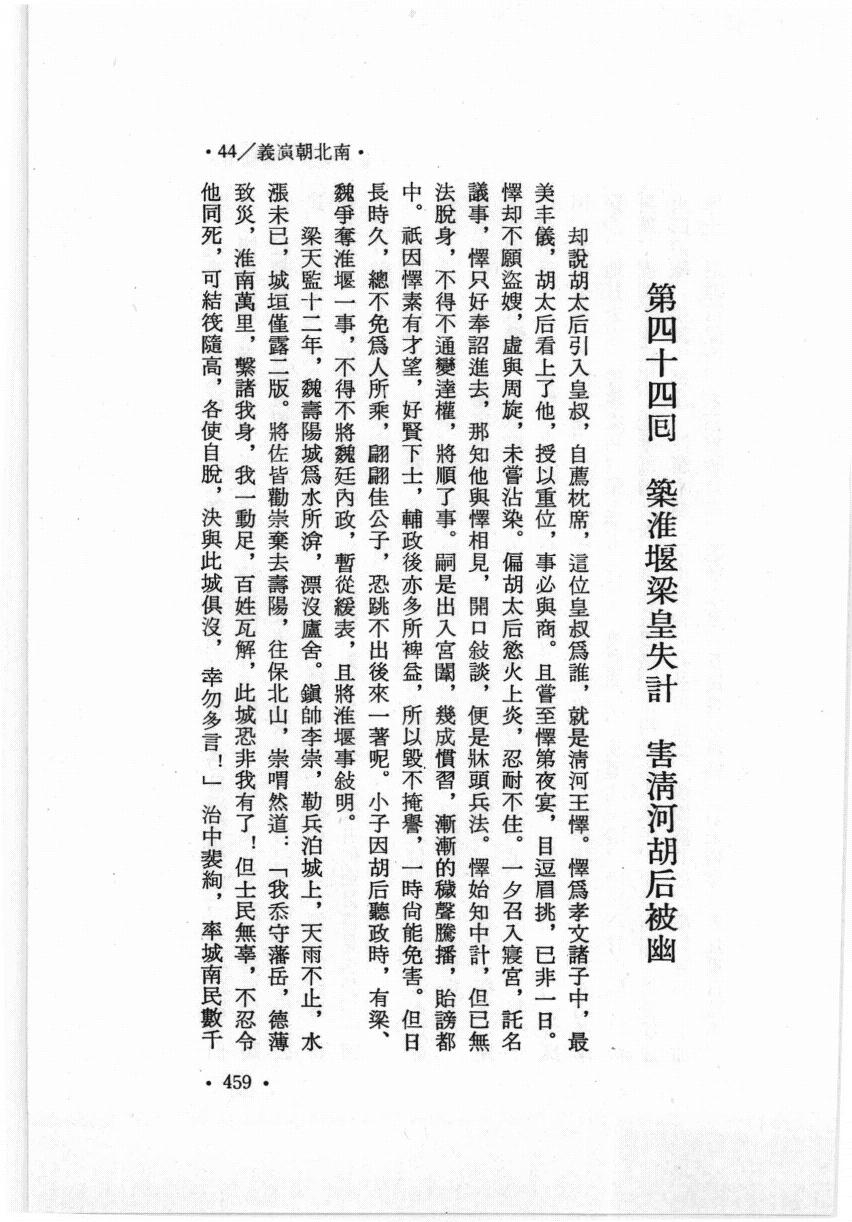 ·44／義演朝北南·
第四十四回　築淮堰梁皇失計　害清河胡后被幽
却說胡太后引入皇叔，自薦枕席，這位皇叔爲誰，就是清河王懌。懌爲孝文諸子中，最
美丰儀，胡太后看上了他，授以重位，事必與商。且嘗至懌第夜宴，目逗眉挑，已非一日。
懌却不願盜嫂，虛與周旋，未嘗沾染。偏胡太后慾火上炎，忍耐不住。一夕召入寢宮，託名
議事，懌只好奉詔進去，那知他與懌相見，開口敍談，便是牀頭兵法。懌始知中計，但已無
法脫身，不得不通變達權，將順了事。嗣是出入宮闈，幾成慣習，漸漸的穢聲騰播，貽謗都
中。祇因懌素有才望，好賢下士，輔政後亦多所裨益，所以毀不掩譽，一時尙能免害。但日
長時久，總不免爲人所乘，翩翩佳公子，恐跳不出後來一著呢。小子因胡后聽政時，有梁、
魏爭奪淮堰一事，不得不將魏廷內政，暫從緩表，且將淮堰事敍明。
梁天監十二年，魏壽陽城爲水所渰，漂沒廬舍。鎭帥李崇，勒兵泊城上，天雨不止，水
漲未已，城垣僅露二版。將佐皆勸崇棄去壽陽，往保北山，崇喟然道：「我忝守藩岳，德薄
致災，淮南萬里，繫諸我身，我一動足，百姓瓦解，此城恐非我有了！但士民無辜，不忍令
他同死，可結筏隨高，各使自脫，決與此城俱沒，幸勿多言！」治中裴絢，率城南民數千
·459·